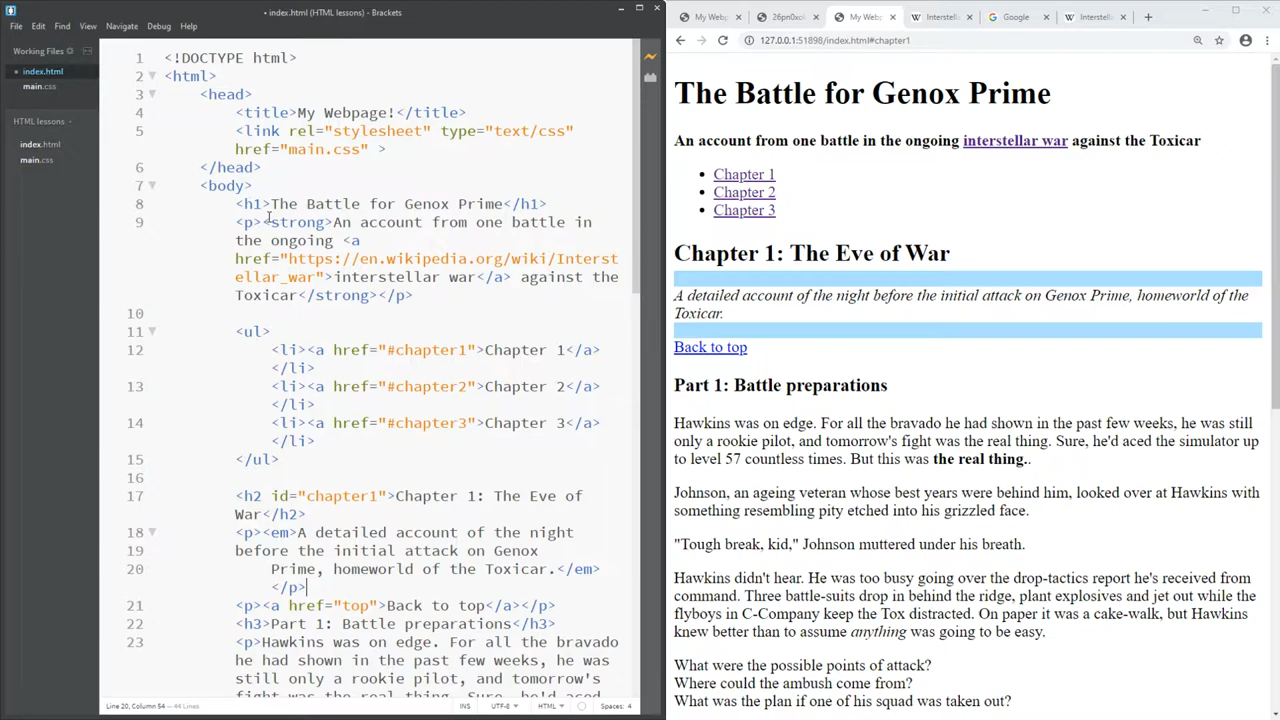 • index.html (HTML lessons) - Brackets
File Edit Find View Navigate Debug Help
Working Files
• index.html
main.css
HTML lessons
index.html
main.css
1 <!DOCTYPE html>
2 <html>
3 <head>
4 <title>My Webpage!</title>
5 <link rel="stylesheet" type="text/css"
href="main.css" >
6 </head>
7 <body>
8 <h1>The Battle for Genox Prime</h1>
9 <p><strong>An account from one battle in
the ongoing <a
href="https://en.wikipedia.org/wiki/Interst
ellar_war">interstellar war</a> against the
Toxicar</strong></p>
10
11 <ul>
12 <li><a href="#chapter1">Chapter 1</a>
</li>
13 <li><a href="#chapter2">Chapter 2</a>
</li>
14 <li><a href="#chapter3">Chapter 3</a>
</li>
15 </ul>
16
17 <h2 id="chapter1">Chapter 1: The Eve of
War</h2>
18 <p><em>A detailed account of the night
19 before the initial attack on Genox
20 Prime, homeworld of the Toxicar.</em>
</p>
21 <p><a href="top">Back to top</a></p>
22 <h3>Part 1: Battle preparations</h3>
23 <p>Hawkins was on edge. For all the bravado
he had shown in the past few weeks, he was
still only a rookie pilot, and tomorrow's
fight was the real thing. Sure, he'd aced
Line 20, Column 54 — 44 Lines
INS UTF-8 HTML Spaces: 4
My Webp
26pn0xol
My Webp
Interstell
Google
Interstell
127.0.0.1:51898/index.html#chapter1
The Battle for Genox Prime
An account from one battle in the ongoing interstellar war against the Toxicar
• Chapter 1
• Chapter 2
• Chapter 3
Chapter 1: The Eve of War
A detailed account of the night before the initial attack on Genox Prime, homeworld of the
Toxicar.
Back to top
Part 1: Battle preparations
Hawkins was on edge. For all the bravado he had shown in the past few weeks, he was still
only a rookie pilot, and tomorrow's fight was the real thing. Sure, he'd aced the simulator up
to level 57 countless times. But this was the real thing..
Johnson, an ageing veteran whose best years were behind him, looked over at Hawkins with
something resembling pity etched into his grizzled face.
"Tough break, kid," Johnson muttered under his breath.
Hawkins didn't hear. He was too busy going over the drop-tactics report he's received from
command. Three battle-suits drop in behind the ridge, plant explosives and jet out while the
flyboys in C-Company keep the Tox distracted. On paper it was a cake-walk, but Hawkins
knew better than to assume anything was going to be easy.
What were the possible points of attack?
Where could the ambush come from?
What was the plan if one of his squad was taken out?